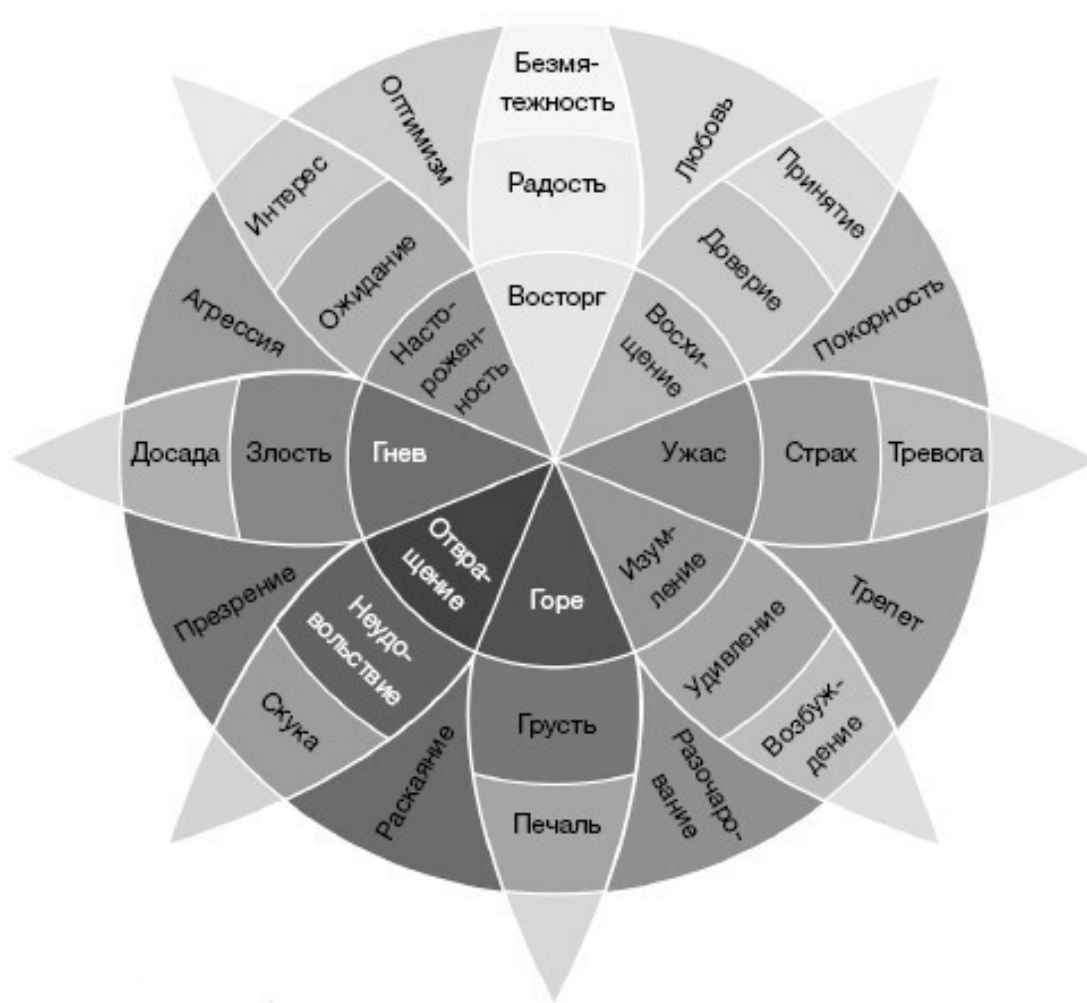 Безмя-
тежность
Радость
Восторг
Любовь
Принятие
Доверие
Восхи-
щение
Покорность
Ужас
Страх
Тревога
Трепет
Изум-
ление
Удивление
Возбуж-
дение
Разочаро-
вание
Горе
Грусть
Печаль
Раскаяние
Отвра-
щение
Неудо-
вольствие
Скука
Презрение
Гнев
Злость
Досада
Агрессия
Насто-
рожен-
ность
Ожидание
Интерес
Оптимизм